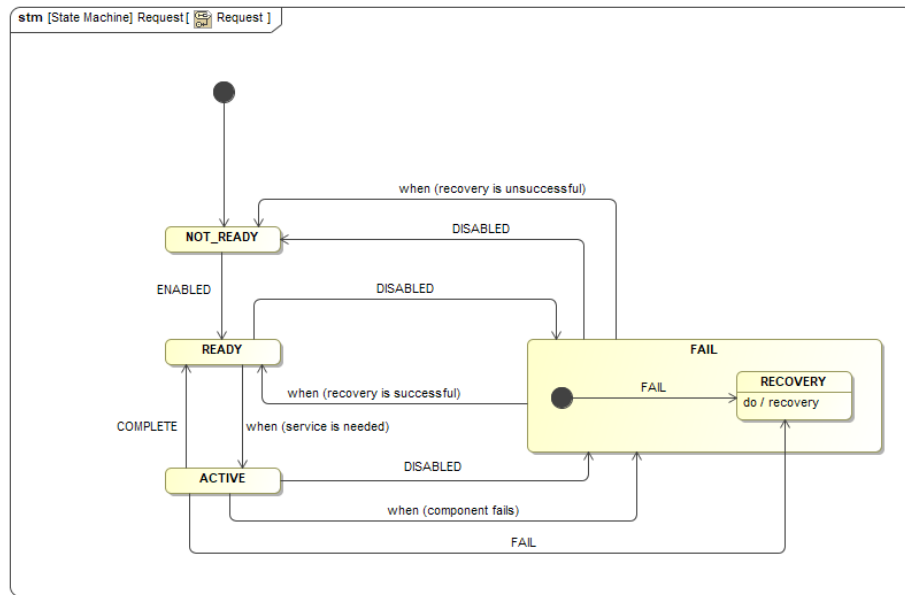 stm [State Machine] Request [ Request ]
when (recovery is unsuccessful)
NOT_READY
DISABLED
ENABLED
DISABLED
READY
FAIL
RECOVERY
FAIL
do / recovery
when (recovery is successful)
COMPLETE
when (service is needed)
ACTIVE
DISABLED
when (component fails)
FAIL